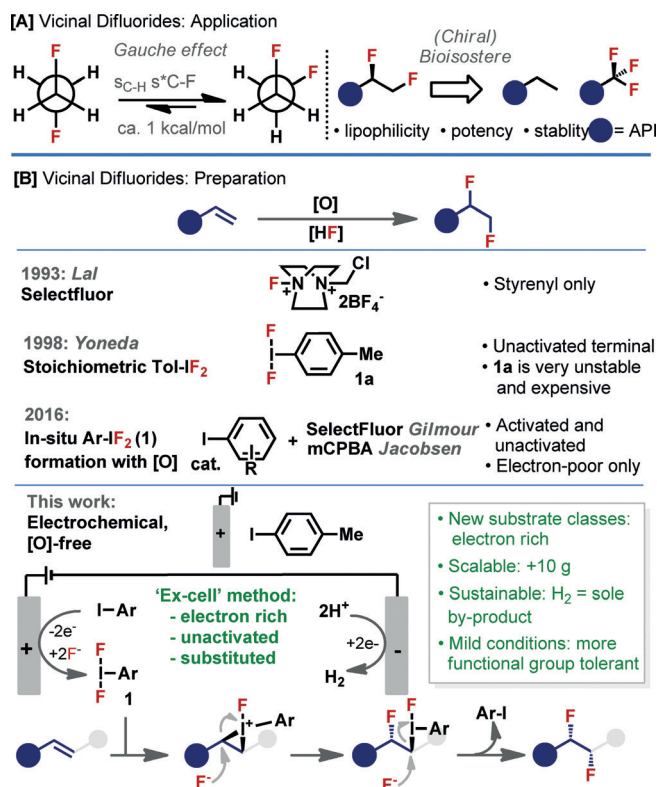 [A] Vicinal Difluorides: Application
F
H H
H H
F
Gauche effect
sC-H s*C-F
ca. 1 kcal/mol
F
H F
H H
H
F
F
(Chiral)
Bioisostere
F
F
F
• lipophilicity • potency • stablity = API
[B] Vicinal Difluorides: Preparation
[O]
[HF]
F
F
1993: Lal
Selectfluor
Cl
F-N+
N+
2BF4-
• Styrenyl only
1998: Yoneda
Stoichiometric Tol-IF2
F
I
F
Me
1a
• Unactivated terminal
• 1a is very unstable
and expensive
2016:
In-situ Ar-IF2 (1)
formation with [O]
I
cat.
R
+
SelectFluor Gilmour
mCPBA Jacobsen
• Activated and
unactivated
• Electron-poor only
This work:
Electrochemical,
[O]-free
+
I
Me
• New substrate classes:
electron rich
• Scalable: +10 g
• Sustainable: H2 = sole
by-product
• Mild conditions: more
functional group tolerant
+
I-Ar
-2e-
+2F-
F
I-Ar
F
1
'Ex-cell' method:
- electron rich
- unactivated
- substituted
2H+
+2e-
H2
-
F
I+
Ar
F-
F
F
I-Ar
F-
Ar-I
F
F